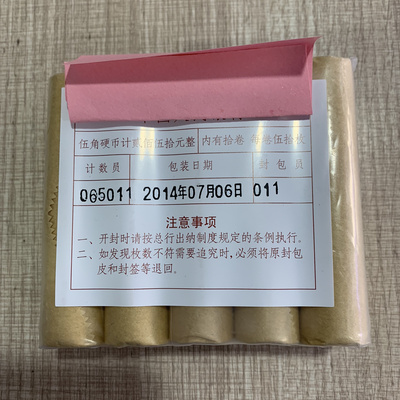 伍角硬币计贰佰伍拾元整 内有拾卷 每卷伍拾枚
计数员 包装日期 封包员
065011 2014年07月06日 011
注意事项
一、开封时请按总行出纳制度规定的条例执行。
二、如发现枚数不符需要追究时,必须将原封包
皮和封签等退回。